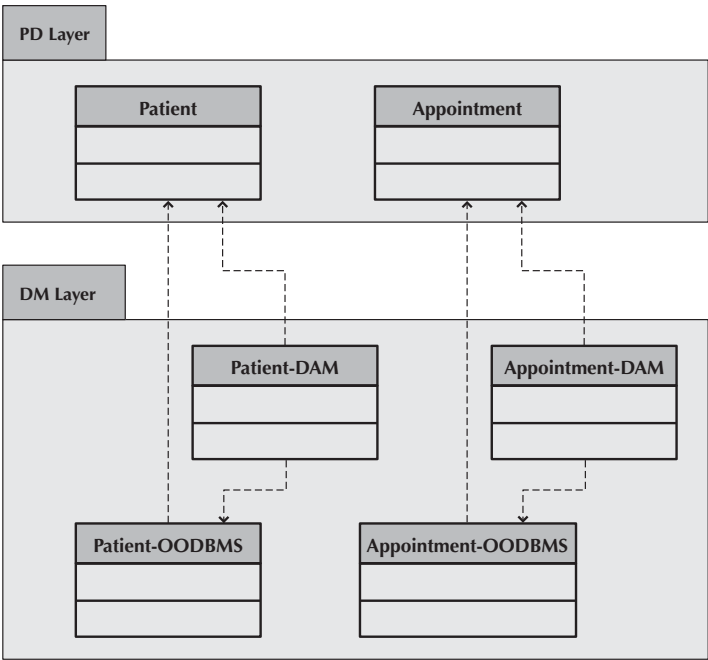 PD Layer
Patient
Appointment
DM Layer
Patient-DAM
Appointment-DAM
Patient-OODBMS
Appointment-OODBMS